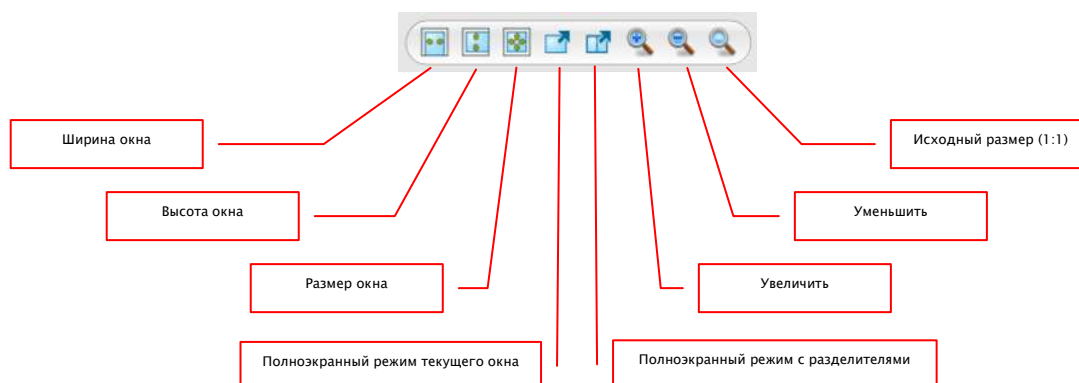 Ширина окна
Исходный размер (1:1)
Высота окна
Уменьшить
Размер окна
Увеличить
Полноэкранный режим текущего окна
Полноэкранный режим с разделителями